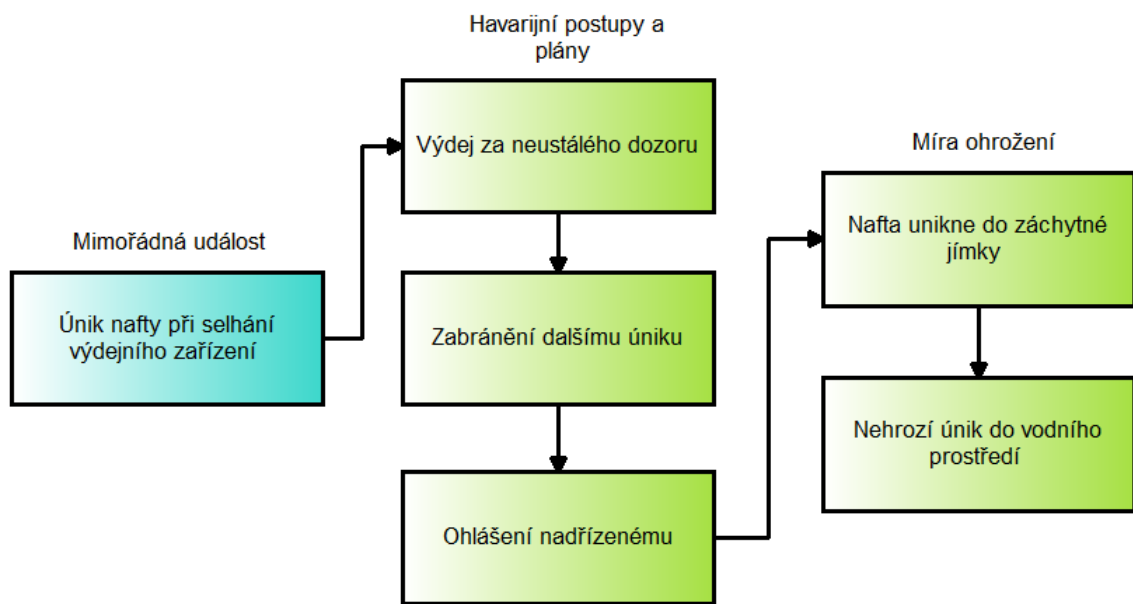 Mimořádná událost
Únik nafty při selhání
výdejního zařízení
Havarijní postupy a
plány
Výdej za neustálého dozoru
Zabránění dalšímu úniku
Ohlášení nadřízenému
Míra ohrožení
Nafta unikne do záchytné
jímky
Nehrozí únik do vodního
prostředí